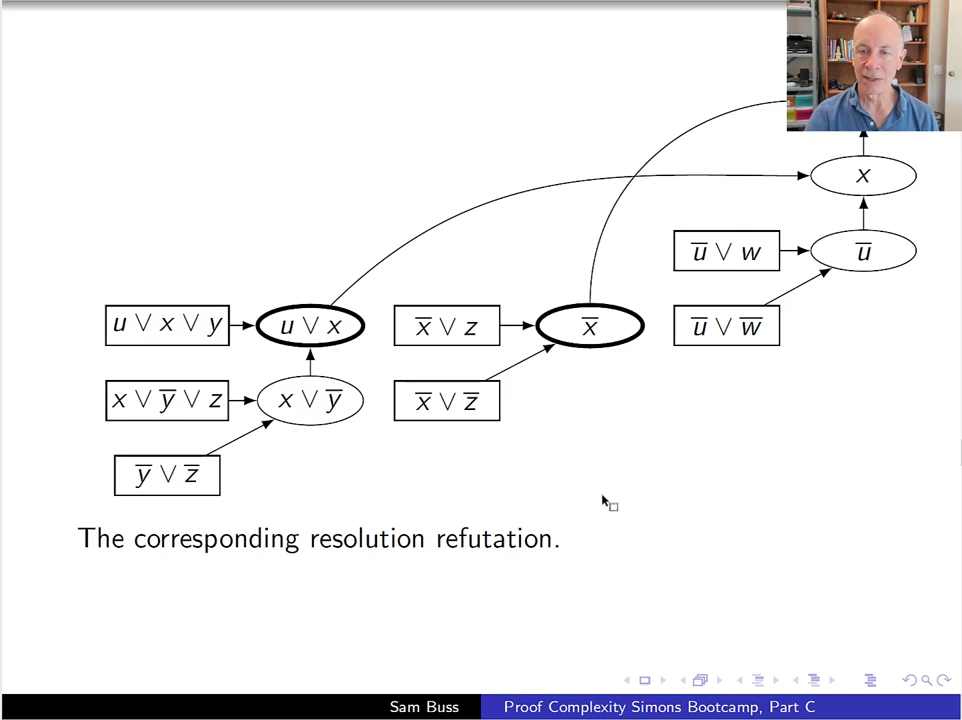 x
u̅ ∨ w
u̅
u ∨ x ∨ y
u ∨ x
x̅ ∨ z
x̅
u̅ ∨ w̅
x ∨ y̅ ∨ z
x ∨ y̅
x̅ ∨ z̅
y̅ ∨ z̅
The corresponding resolution refutation.
Sam Buss
Proof Complexity Simons Bootcamp, Part C